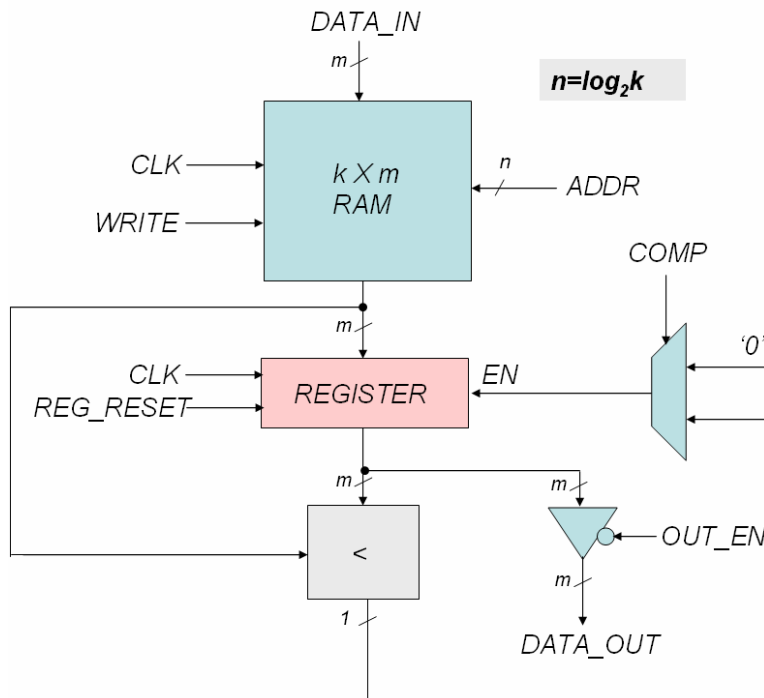 DATA_IN
m
n=log₂k
CLK
k X m
RAM
n
ADDR
WRITE
COMP
m
'0'
CLK
REG_RESET
REGISTER
EN
m
m
<
OUT_EN
m
1
DATA_OUT